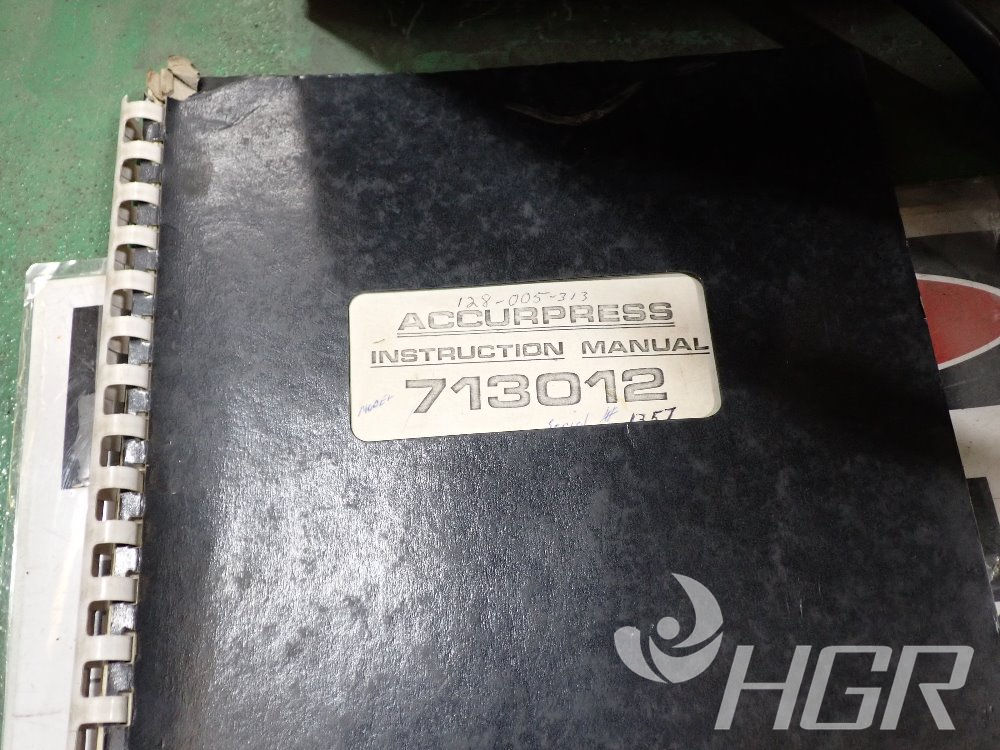 128-005-313
ACCURPRESS
INSTRUCTION MANUAL
MODEL 713012
Serial # 1357
HGR